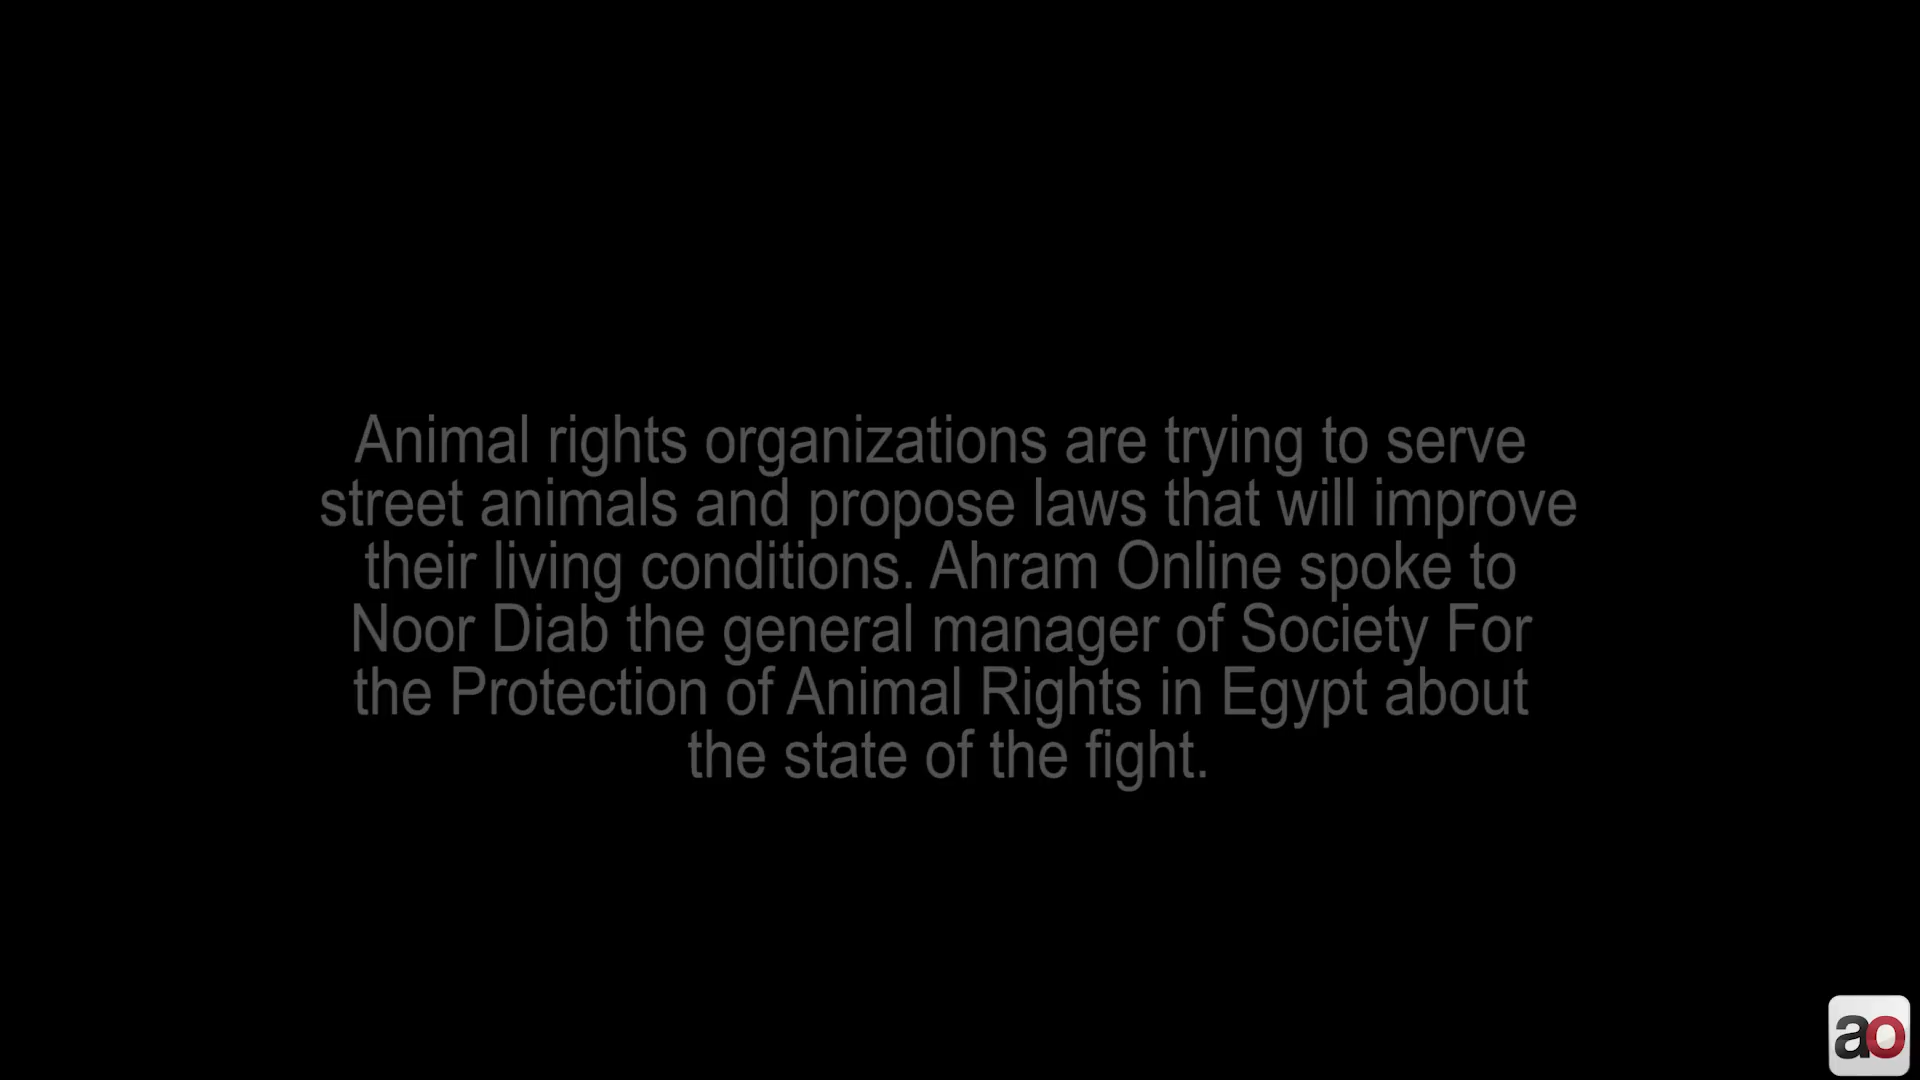 Animal rights organizations are trying to serve
street animals and propose laws that will improve
their living conditions. Ahram Online spoke to
Noor Diab the general manager of Society For
the Protection of Animal Rights in Egypt about
the state of the fight.
ao